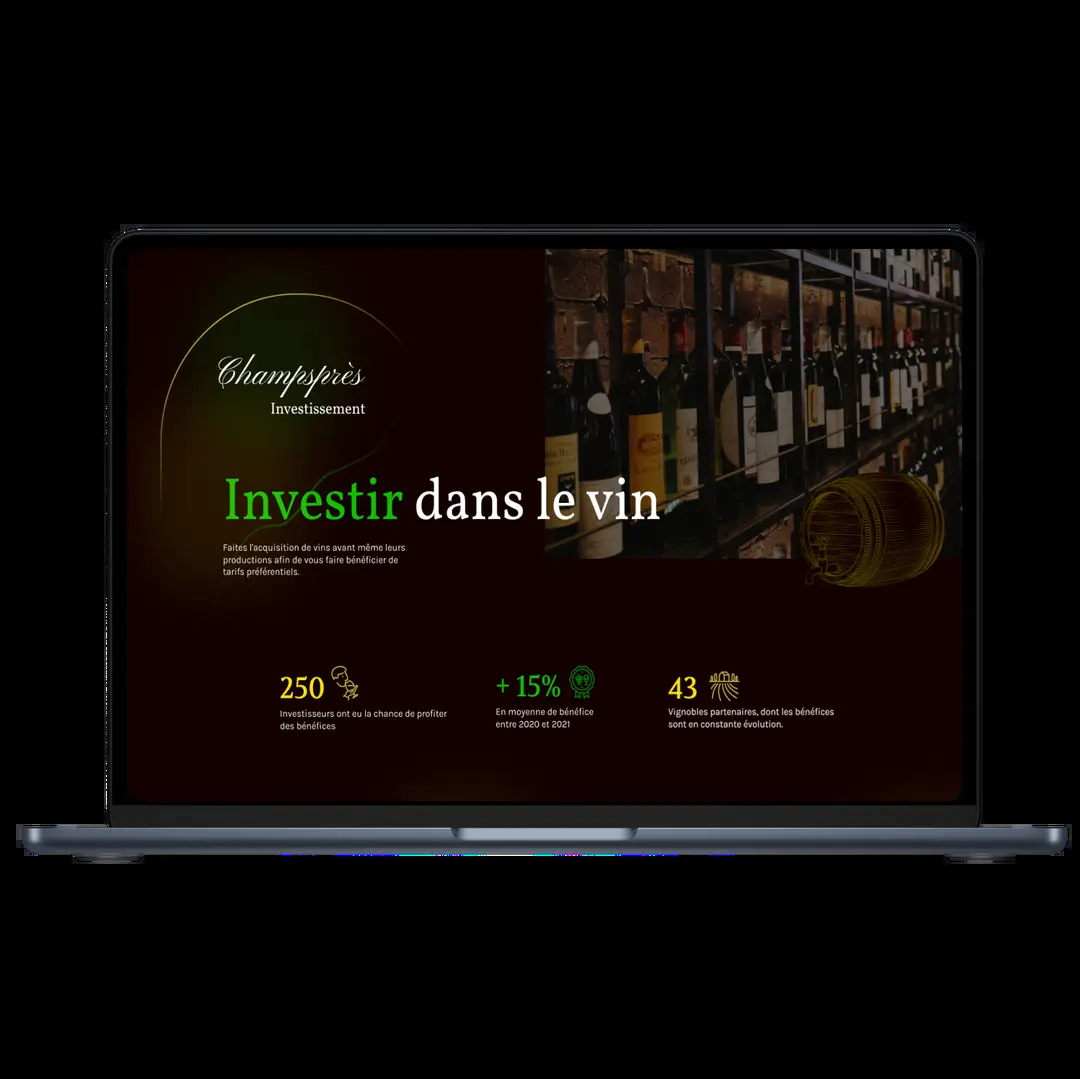 Champsprès
Investissement
Investir dans le vin
Faites l'acquisition de vins avant même leurs
productions afin de vous faire bénéficier de
tarifs préférentiels.
250
Investisseurs ont eu la chance de profiter
des bénéfices
+ 15%
En moyenne de bénéfice
entre 2020 et 2021
43
Vignobles partenaires, dont les bénéfices
sont en constante évolution.